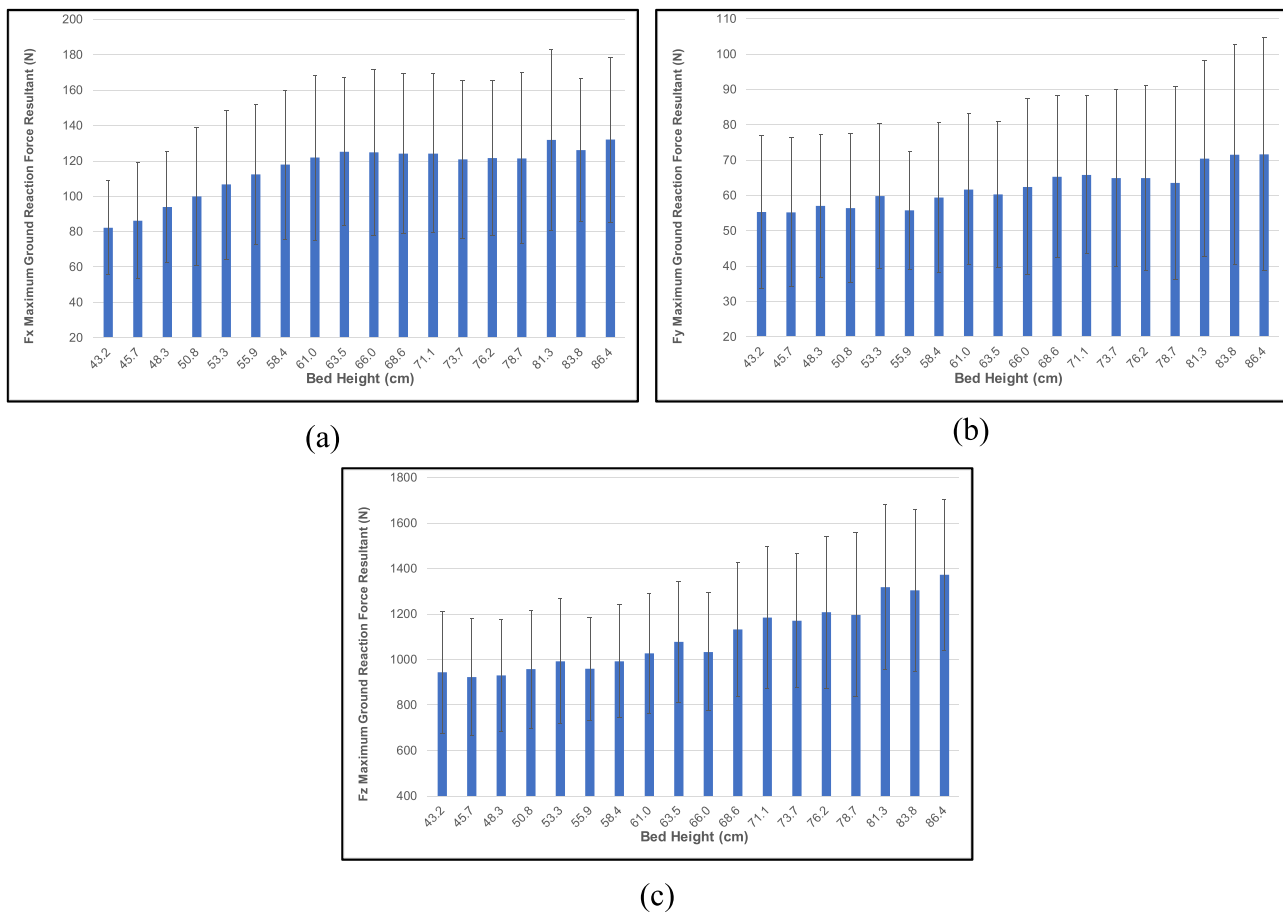 Fx Maximum Ground Reaction Force Resultant (N)
200
180
160
140
120
100
80
60
40
20
43.2 45.7 48.3 50.8 53.3 55.9 58.4 61.0 63.5 66.0 68.6 71.1 73.7 76.2 78.7 81.3 83.8 86.4
Bed Height (cm)
(a)
Fy Maximum Ground Reaction Force Resultant (N)
110
100
90
80
70
60
50
40
30
20
43.2 45.7 48.3 50.8 53.3 55.9 58.4 61.0 63.5 66.0 68.6 71.1 73.7 76.2 78.7 81.3 83.8 86.4
Bed Height (cm)
(b)
Fz Maximum Ground Reaction Force Resultant (N)
1800
1600
1400
1200
1000
800
600
400
43.2 45.7 48.3 50.8 53.3 55.9 58.4 61.0 63.5 66.0 68.6 71.1 73.7 76.2 78.7 81.3 83.8 86.4
Bed Height (cm)
(c)